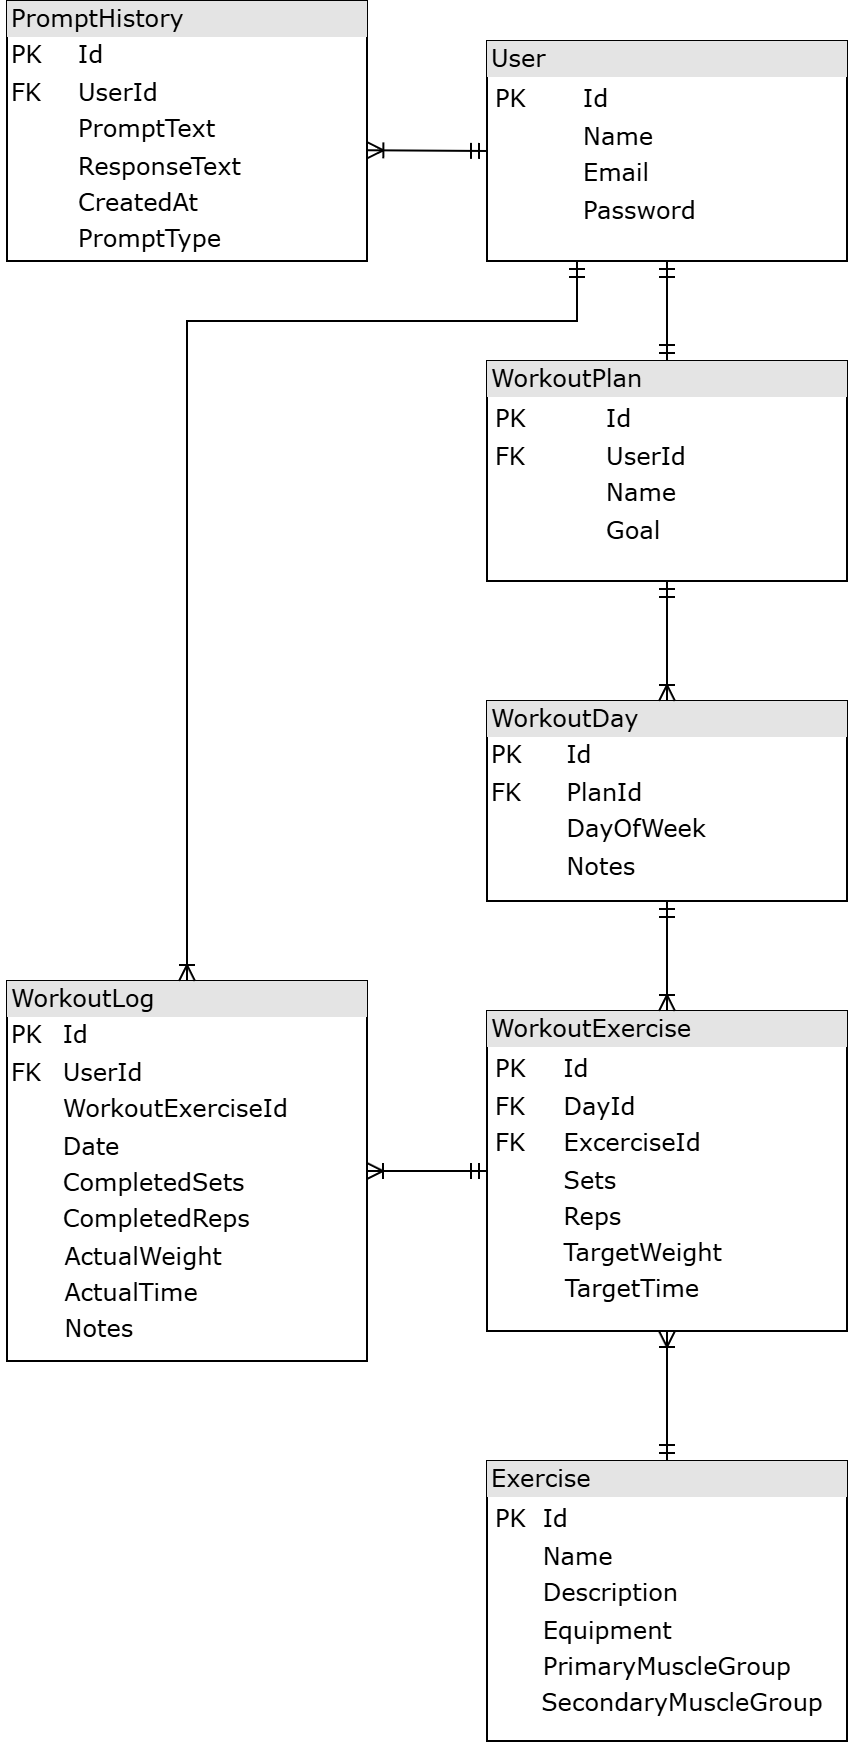 PromptHistory
PK Id
FK UserId
PromptText
ResponseText
CreatedAt
PromptType
User
PK Id
Name
Email
Password
WorkoutPlan
PK Id
FK UserId
Name
Goal
WorkoutDay
PK Id
FK PlanId
DayOfWeek
Notes
WorkoutLog
PK Id
FK UserId
WorkoutExerciseId
Date
CompletedSets
CompletedReps
ActualWeight
ActualTime
Notes
WorkoutExercise
PK Id
FK DayId
FK ExcerciseId
Sets
Reps
TargetWeight
TargetTime
Exercise
PK Id
Name
Description
Equipment
PrimaryMuscleGroup
SecondaryMuscleGroup